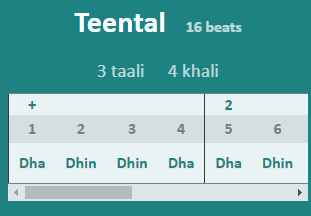 Teental 16 beats
3 taali 4 khali
+ 2
1 2 3 4 5 6
Dha Dhin Dhin Dha Dha Dhin